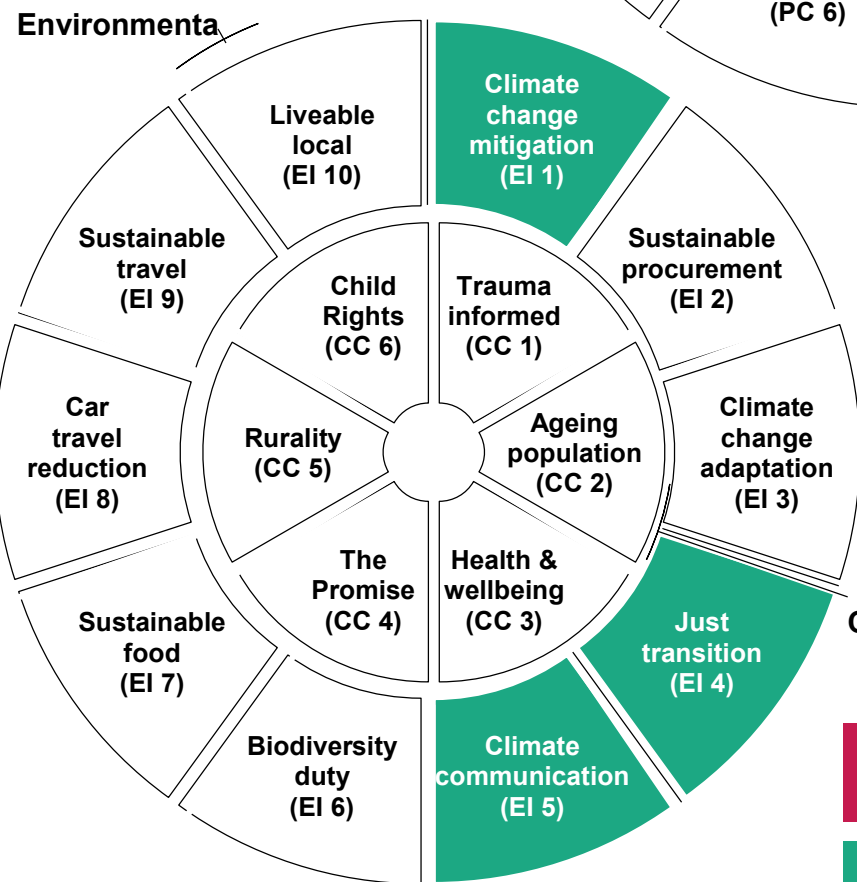 Environmenta
(PC 6)
Climate
change
mitigation
(EI 1)
Sustainable
procurement
(EI 2)
Climate
change
adaptation
(EI 3)
Just
transition
(EI 4)
Climate
communication
(EI 5)
Biodiversity
duty
(EI 6)
Sustainable
food
(EI 7)
Car
travel
reduction
(EI 8)
Sustainable
travel
(EI 9)
Liveable
local
(EI 10)
Trauma
informed
(CC 1)
Ageing
population
(CC 2)
Health &
wellbeing
(CC 3)
The
Promise
(CC 4)
Rurality
(CC 5)
Child
Rights
(CC 6)